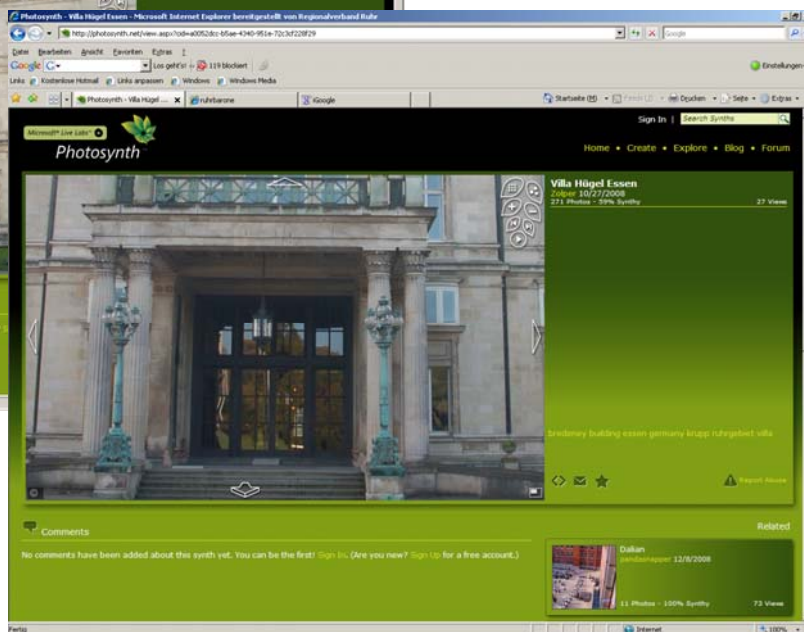 Photosynth - Villa Hügel Essen - Microsoft Internet Explorer bereitgestellt von Regionalverband Ruhr
http://photosynth.net/view.aspx?cid=a0052dcc-b5ae-4340-951e-72c3cf228f29
Google
Datei Bearbeiten Ansicht Favoriten Extras ?
Google G Los geht's! 119 blockiert Einstellungen
Links Kostenlose Hotmail Links anpassen Windows Windows Media
Photosynth - Villa Hügel ... ruhrbarone Google Startseite (H) Feeds (J) Drucken Seite Extras
Sign In | Search Synths
Microsoft Live Labs
Photosynth
Home • Create • Explore • Blog • Forum
Villa Hügel Essen
Zolper 10/27/2008
271 Photos - 59% Synthy 27 Views
bredeney building essen germany krupp ruhrgebiet villa
Report Abuse
Comments
Related
No comments have been added about this synth yet. You can be the first! Sign In. (Are you new? Sign Up for a free account.)
Dalian
pandasnapper 12/8/2008
11 Photos - 100% Synthy 73 Views
Fertig Internet 100%